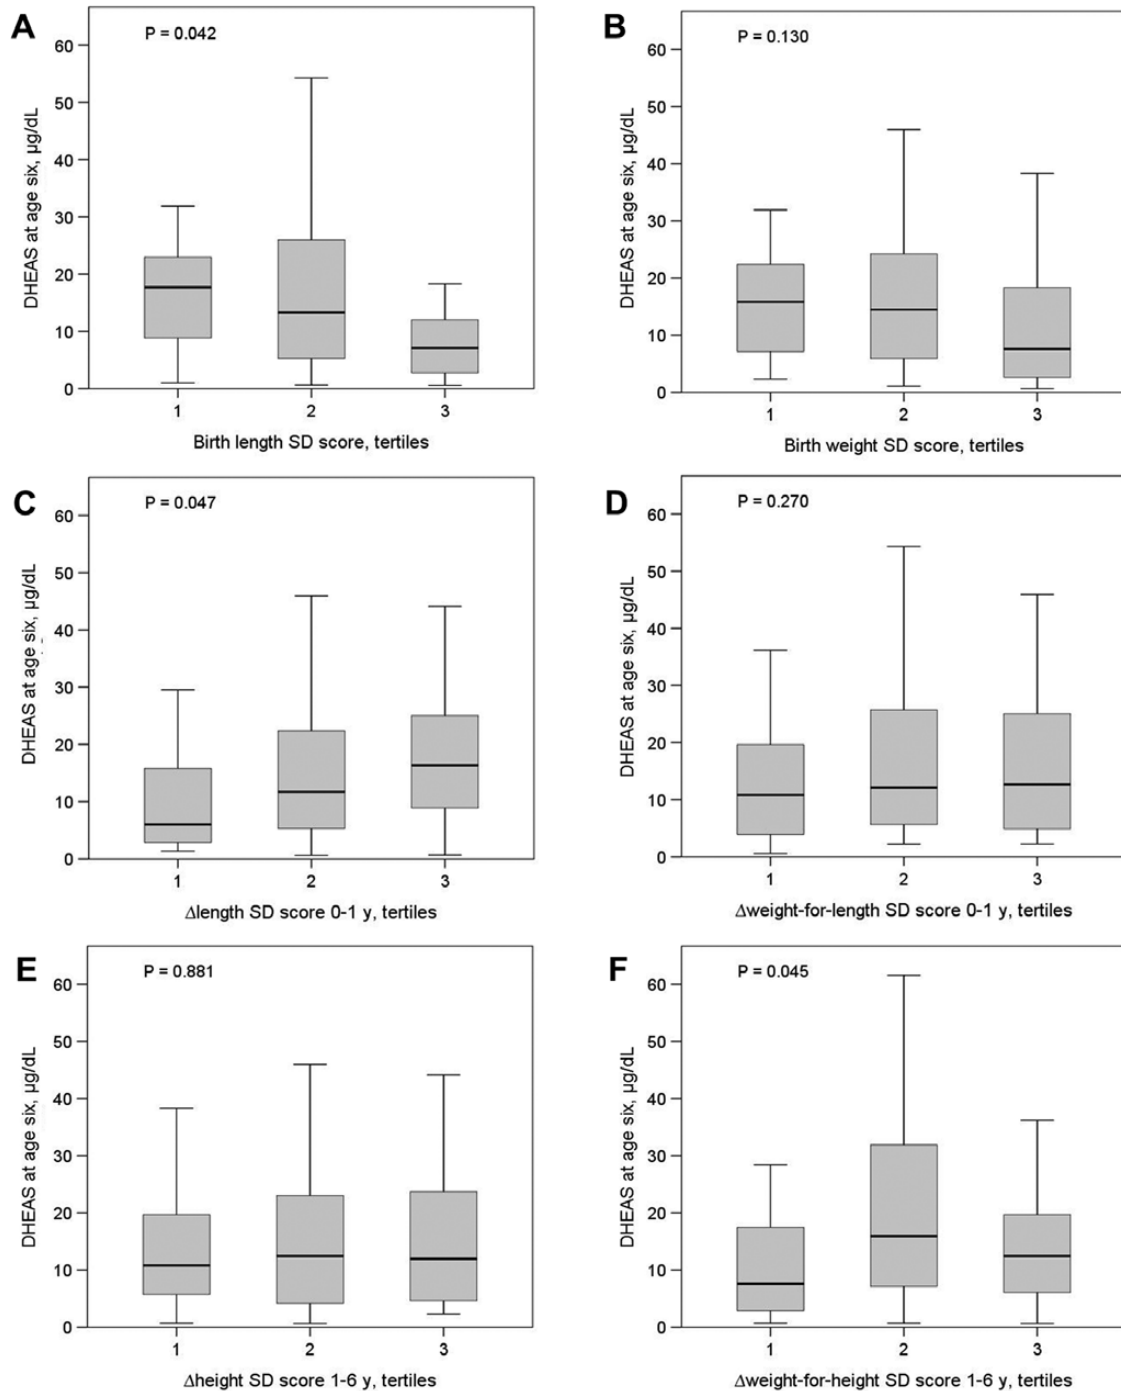 A
P = 0.042
DHEAS at age six, µg/dL
60
50
40
30
20
10
0
1 2 3
Birth length SD score, tertiles
B
P = 0.130
DHEAS at age six, µg/dL
60
50
40
30
20
10
0
1 2 3
Birth weight SD score, tertiles
C
P = 0.047
DHEAS at age six, µg/dL
60
50
40
30
20
10
0
1 2 3
Δlength SD score 0-1 y, tertiles
D
P = 0.270
DHEAS at age six, µg/dL
60
50
40
30
20
10
0
1 2 3
Δweight-for-length SD score 0-1 y, tertiles
E
P = 0.881
DHEAS at age six, µg/dL
60
50
40
30
20
10
0
1 2 3
Δheight SD score 1-6 y, tertiles
F
P = 0.045
DHEAS at age six, µg/dL
60
50
40
30
20
10
0
1 2 3
Δweight-for-height SD score 1-6 y, tertiles